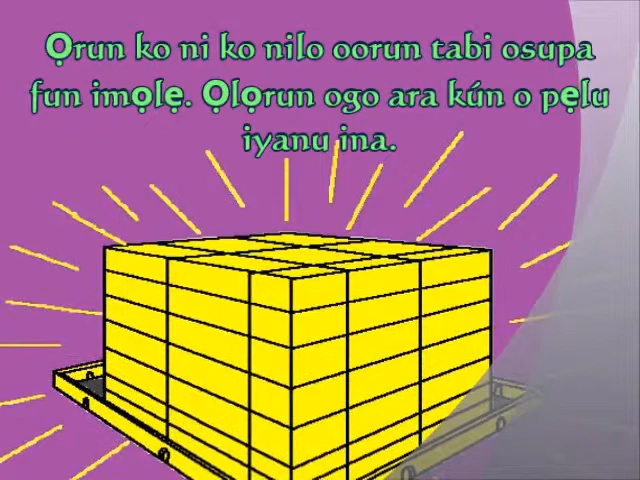 Ọrun ko ni ko nilo oorun tabi osupa
fun imọlẹ. Ọlọrun ogo ara kún o pẹlu
iyanu ina.